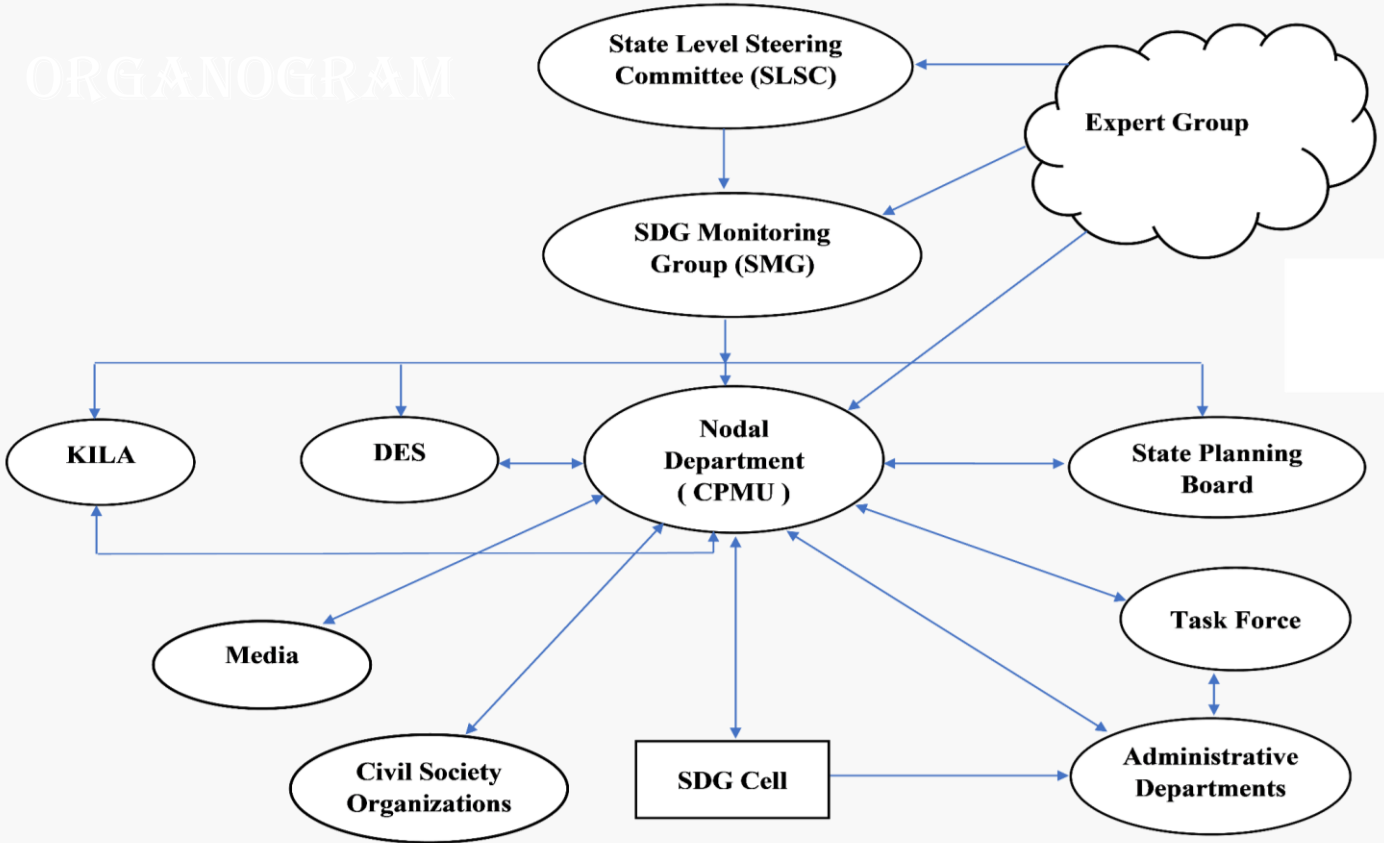 ORGANOGRAM
State Level Steering
Committee (SLSC)
Expert Group
SDG Monitoring
Group (SMG)
KILA
DES
Nodal
Department
( CPMU )
State Planning
Board
Task Force
Media
Civil Society
Organizations
SDG Cell
Administrative
Departments